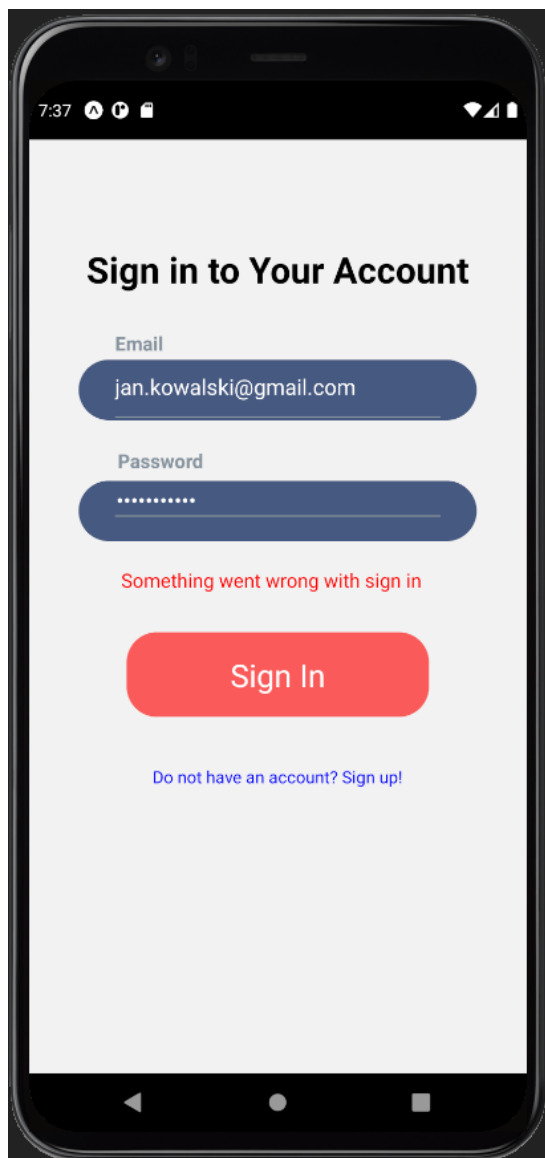 7:37
Sign in to Your Account
Email
jan.kowalski@gmail.com
Password
•••••••••••
Something went wrong with sign in
Sign In
Do not have an account? Sign up!